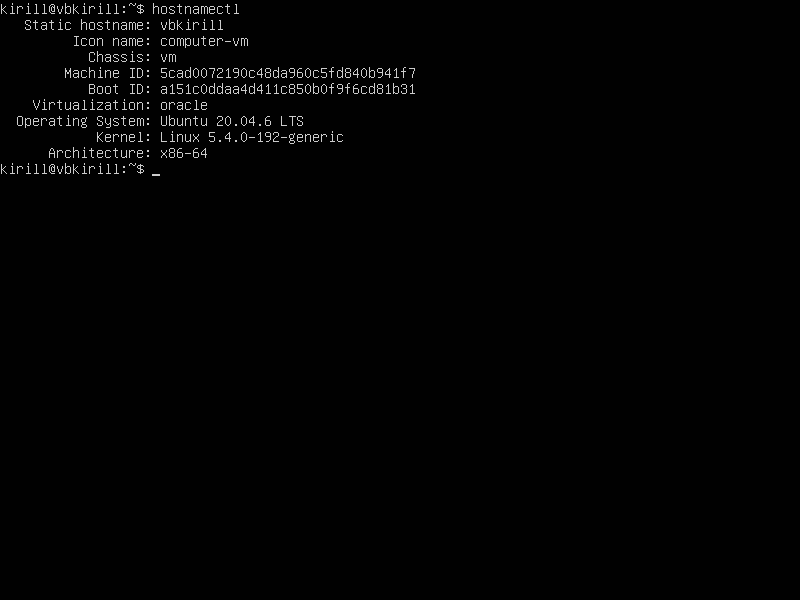 kirill@vbkirill:~$ hostnamectl
Static hostname: vbkirill
Icon name: computer-vm
Chassis: vm
Machine ID: 5cad0072190c48da960c5fd840b941f7
Boot ID: a151c0ddaa4d411c850b0f9f6cd81b31
Virtualization: oracle
Operating System: Ubuntu 20.04.6 LTS
Kernel: Linux 5.4.0-192-generic
Architecture: x86-64
kirill@vbkirill:~$ _